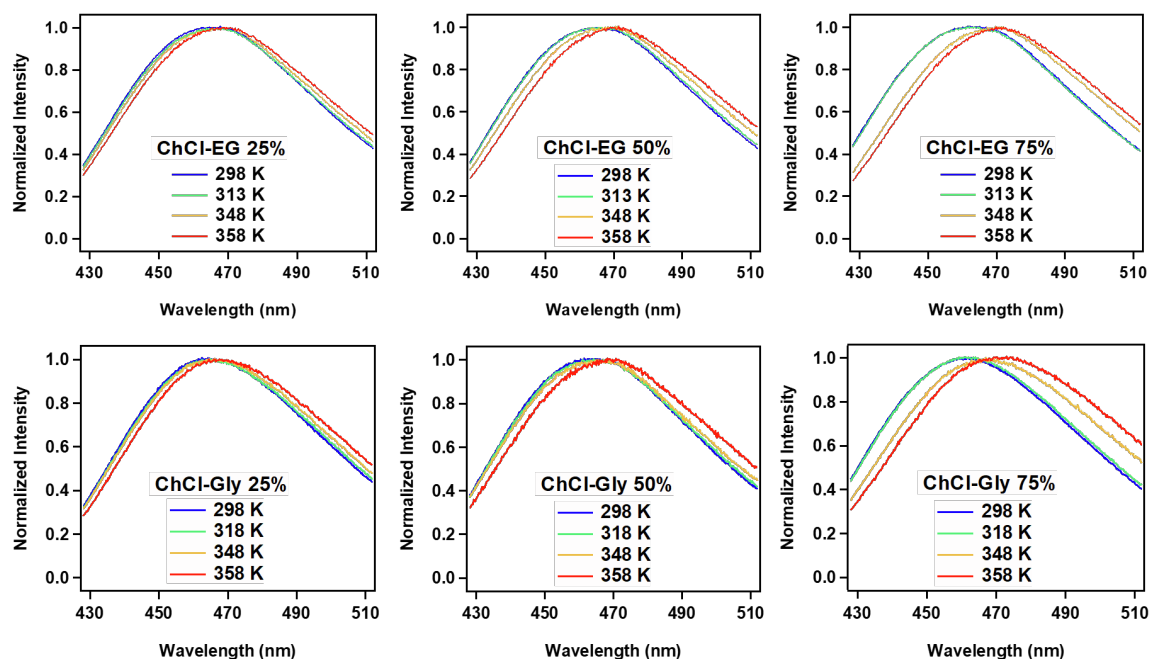 Normalized Intensity
1.0
0.8
0.6
0.4
0.2
0.0
ChCl-EG 25%
298 K
313 K
348 K
358 K
430 450 470 490 510
Wavelength (nm)
Normalized Intensity
1.0
0.8
0.6
0.4
0.2
0.0
ChCl-EG 50%
298 K
313 K
348 K
358 K
430 450 470 490 510
Wavelength (nm)
Normalized Intensity
1.0
0.8
0.6
0.4
0.2
0.0
ChCl-EG 75%
298 K
313 K
348 K
358 K
430 450 470 490 510
Wavelength (nm)
Normalized Intensity
1.0
0.8
0.6
0.4
0.2
0.0
ChCl-Gly 25%
298 K
318 K
348 K
358 K
430 450 470 490 510
Wavelength (nm)
Normalized Intensity
1.0
0.8
0.6
0.4
0.2
0.0
ChCl-Gly 50%
298 K
318 K
348 K
358 K
430 450 470 490 510
Wavelength (nm)
Normalized Intensity
1.0
0.8
0.6
0.4
0.2
0.0
ChCl-Gly 75%
298 K
318 K
348 K
358 K
430 450 470 490 510
Wavelength (nm)